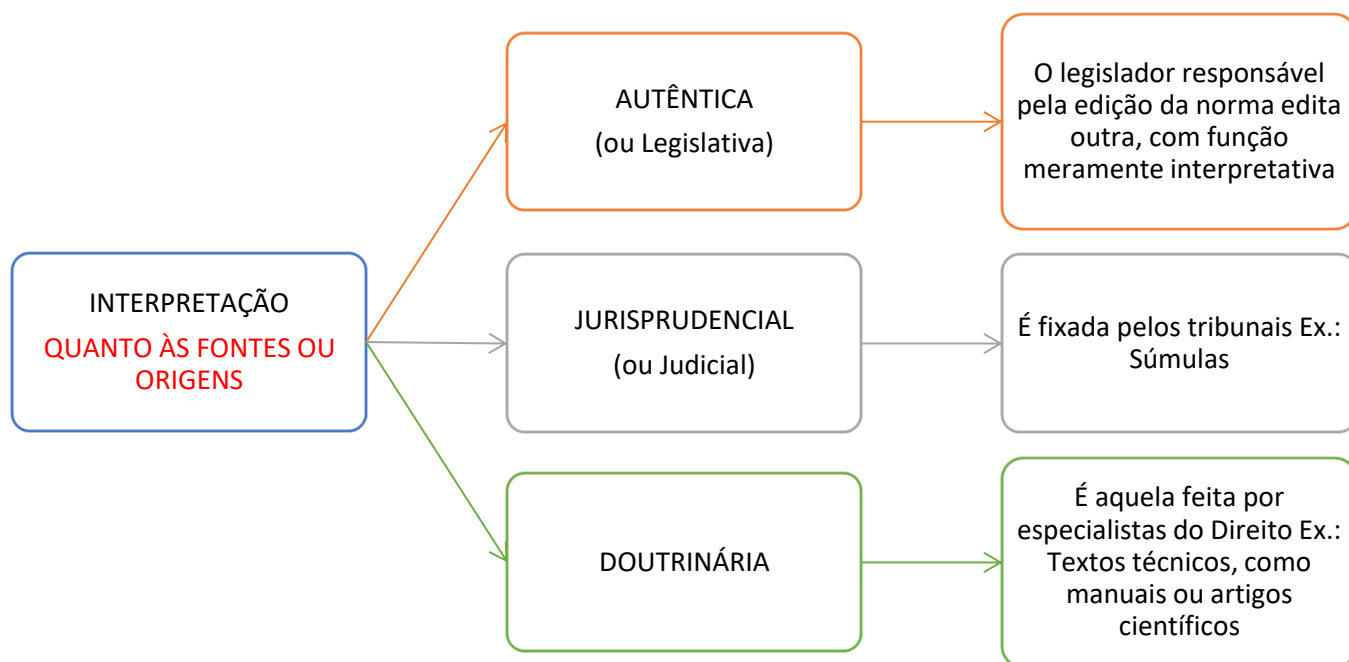 INTERPRETAÇÃO
QUANTO ÀS FONTES OU
ORIGENS
AUTÊNTICA
(ou Legislativa)
O legislador responsável
pela edição da norma edita
outra, com função
meramente interpretativa
JURISPRUDENCIAL
(ou Judicial)
É fixada pelos tribunais Ex.:
Súmulas
DOUTRINÁRIA
É aquela feita por
especialistas do Direito Ex.:
Textos técnicos, como
manuais ou artigos
científicos